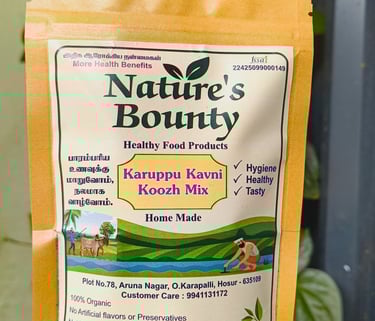 அதிக ஆரோக்கிய நன்மைகள்
More Health Benefits
fssai
22425099000149
Nature's
Bounty
Healthy Food Products
பாரம்பரிய
உணவுக்கு
மாறுவோம்,
நலமாக
வாழ்வோம்.
Karuppu Kavni
Koozh Mix
✓ Hygiene
✓ Healthy
✓ Tasty
Home Made
Plot No.78, Aruna Nagar, O.Karapalli, Hosur - 635109
Customer Care : 9941131172
100% Organic
No Artificial flavors or Preservatives